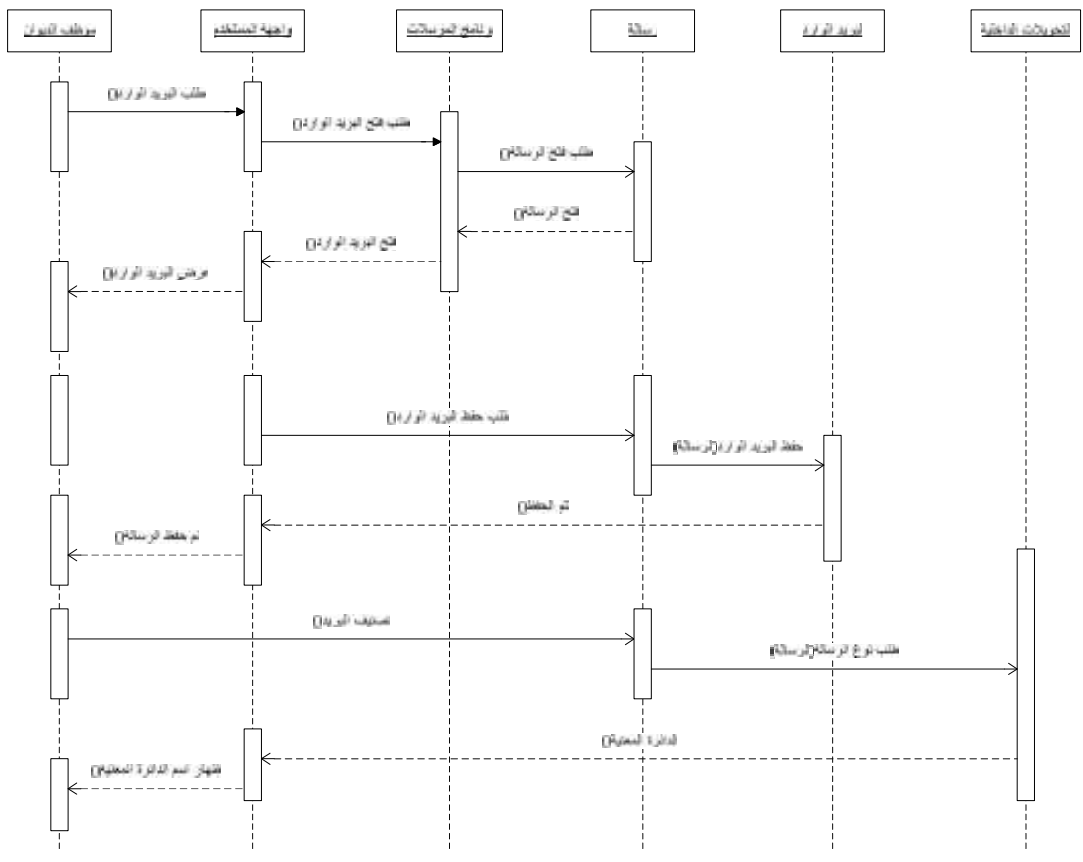 موظف الديوان
واجهة المستخدم
برنامج المرسلات
رسالة
البريد الوارد
التحويلات الداخلية
طلب البريد الوارد()
طلب فتح البريد الوارد()
طلب فتح الرسالة()
فتح الرسالة()
فتح البريد الوارد()
عرض البريد الوارد()
طلب حفظ البريد الوارد()
حفظ البريد الوارد(الرسالة)
تم الحفظ()
تم حفظ الرسالة()
تصنيف البريد()
طلب نوع الرسالة(الرسالة)
الدائرة المعنية()
اظهار اسم الدائرة المعنية()